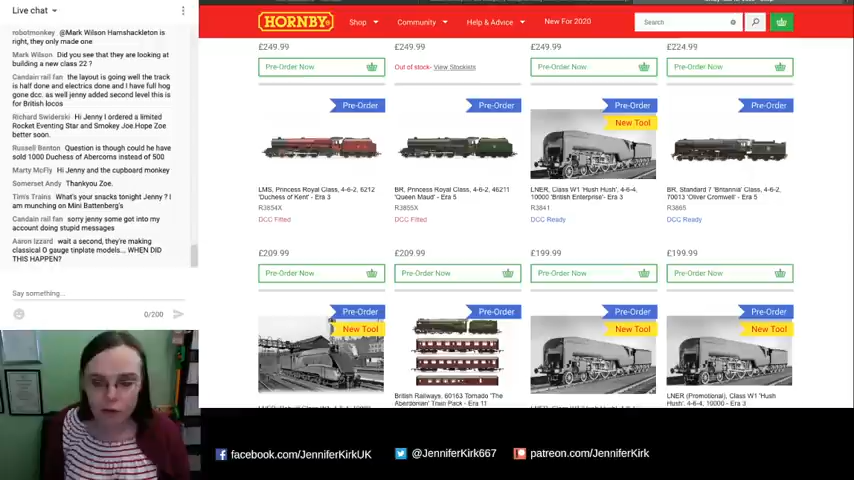 Live chat
robotmonkey @Mark Wilson Hamshackleton is
right, they only made one
Mark Wilson Did you see that they are looking at
building a new class 22 ?
Candain rail fan the layout is going well the track
is half done and electrics done and I have full hog
gone dcc. as well jenny added second level this is
for British locos
Richard Swiderski Hi Jenny I ordered a limited
Rocket Eventing Star and Smokey Joe.Hope Zoe
better soon.
Russell Benton Question is though could he have
sold 1000 Duchess of Abercorns instead of 500
Marty McFly Hi Jenny and the cupboard monkey
Somerset Andy Thankyou Zoe.
Tim's Trains What's your snacks tonight Jenny ? I
am munching on Mini Battenberg's
Candain rail fan sorry jenny some got into my
account doing stupid messages
Aaron Izzard wait a second, they're making
classical O gauge tinplate models... WHEN DID
THIS HAPPEN?
Say something...
0/200
HORNBY
Shop
Community
Help & Advice
New For 2020
Search
£249.99
£249.99
£249.99
£224.99
Pre-Order Now
Out of stock - View Stockists
Pre-Order Now
Pre-Order Now
Pre-Order
Pre-Order
Pre-Order
New Tool
Pre-Order
LMS, Princess Royal Class, 4-6-2, 6212
'Duchess of Kent' - Era 3
R3854X
DCC Fitted
BR, Princess Royal Class, 4-6-2, 46211
'Queen Maud' - Era 5
R3855X
DCC Fitted
LNER, Class W1 'Hush Hush', 4-6-4,
10000 'British Enterprise' - Era 3
R3841
DCC Ready
BR, Standard 7 'Britannia' Class, 4-6-2,
70013 'Oliver Cromwell' - Era 5
R3865
DCC Ready
£209.99
£209.99
£199.99
£199.99
Pre-Order Now
Pre-Order Now
Pre-Order Now
Pre-Order Now
Pre-Order
New Tool
Pre-Order
Pre-Order
New Tool
Pre-Order
New Tool
British Railways, 60163 Tornado 'The
Aberdonian' Train Pack - Era 11
LNER (Promotional), Class W1 'Hush
Hush', 4-6-4, 10000 - Era 3
facebook.com/JenniferKirkUK
@JenniferKirk667
patreon.com/JenniferKirk